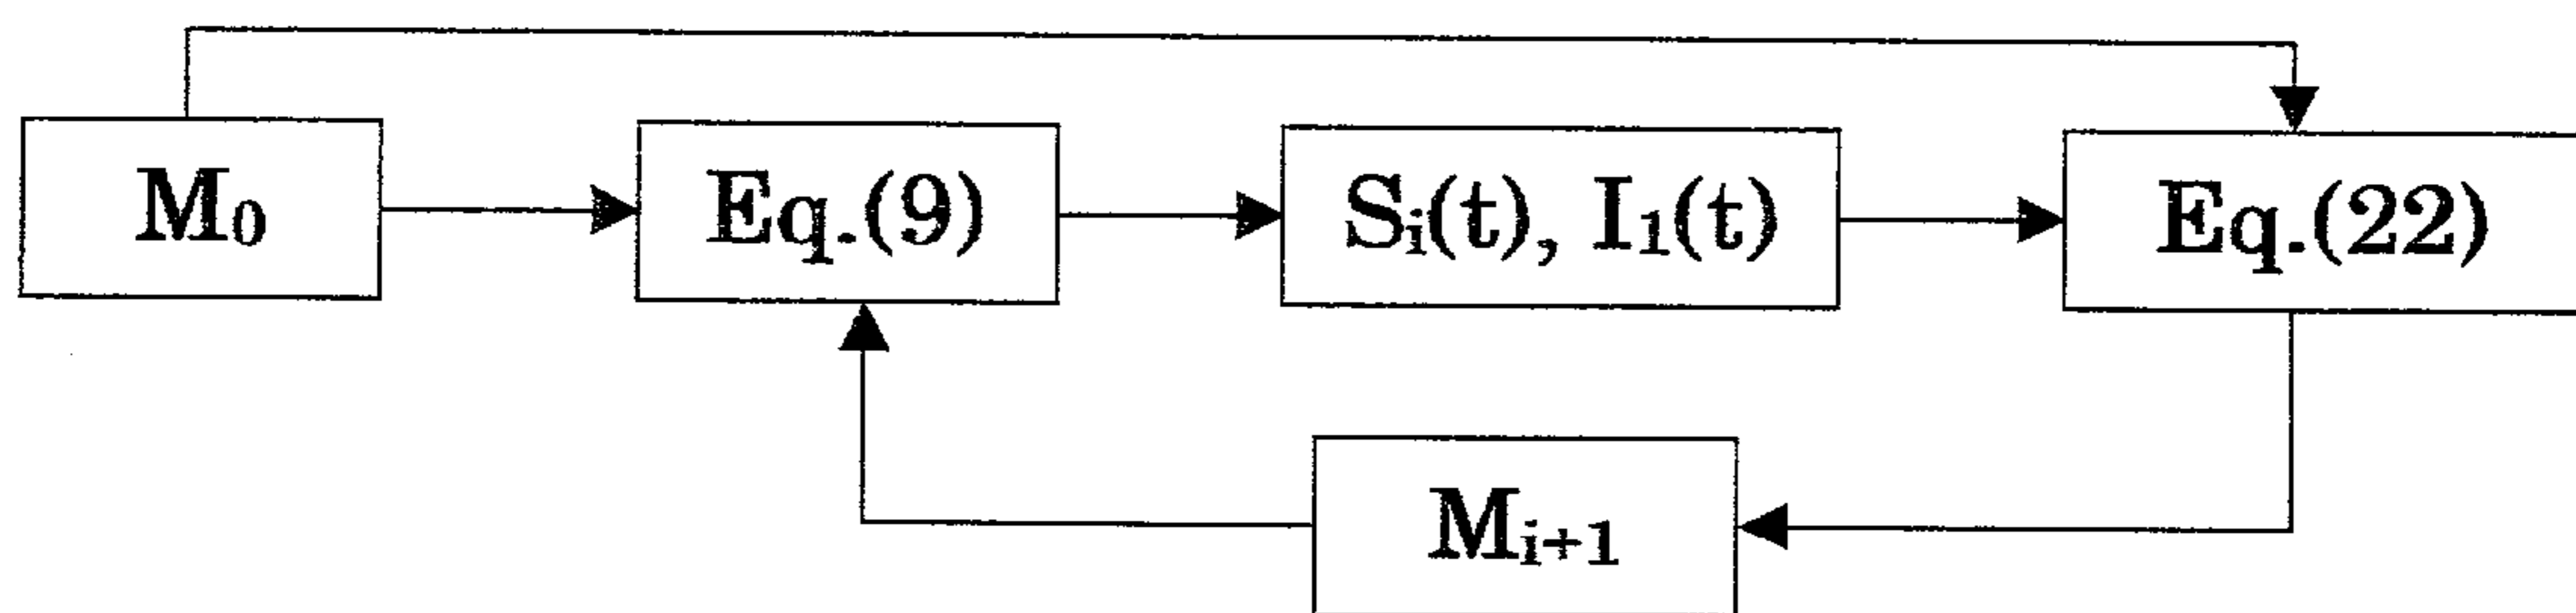 M₀
Eq.(9)
Sᵢ(t), I₁(t)
Eq.(22)
Mᵢ₊₁